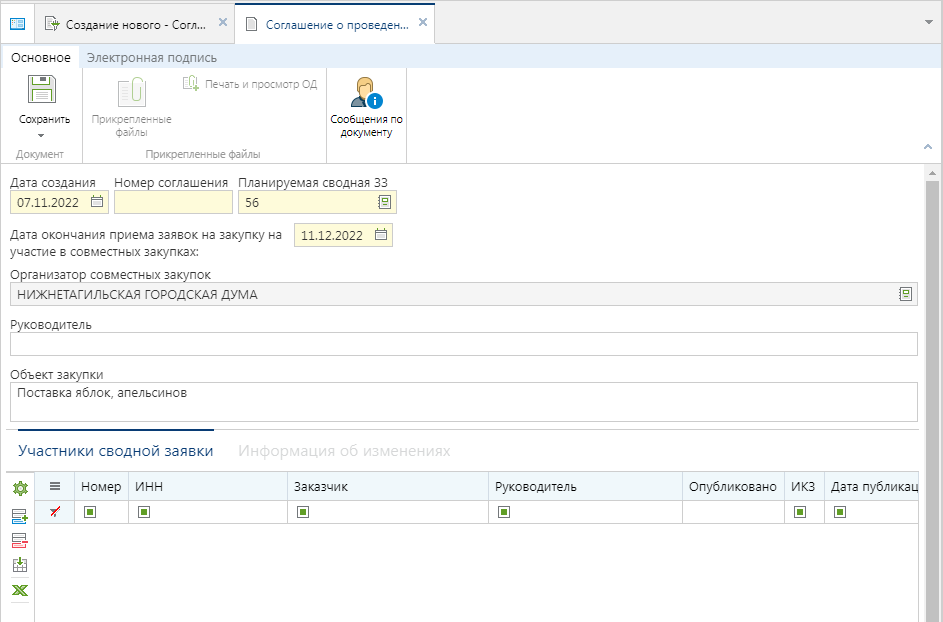 Создание нового - Согл...
Соглашение о проведен...
Основное
Электронная подпись
Сохранить
Прикрепленные
файлы
Печать и просмотр ОД
Сообщения по
документу
Документ
Прикрепленные файлы
Дата создания
Номер соглашения
Планируемая сводная ЗЗ
07.11.2022
56
Дата окончания приема заявок на закупку на
участие в совместных закупках:
11.12.2022
Организатор совместных закупок
НИЖНЕТАГИЛЬСКАЯ ГОРОДСКАЯ ДУМА
Руководитель
Объект закупки
Поставка яблок, апельсинов
Участники сводной заявки
Информация об изменениях
Номер
ИНН
Заказчик
Руководитель
Опубликовано
ИКЗ
Дата публикац